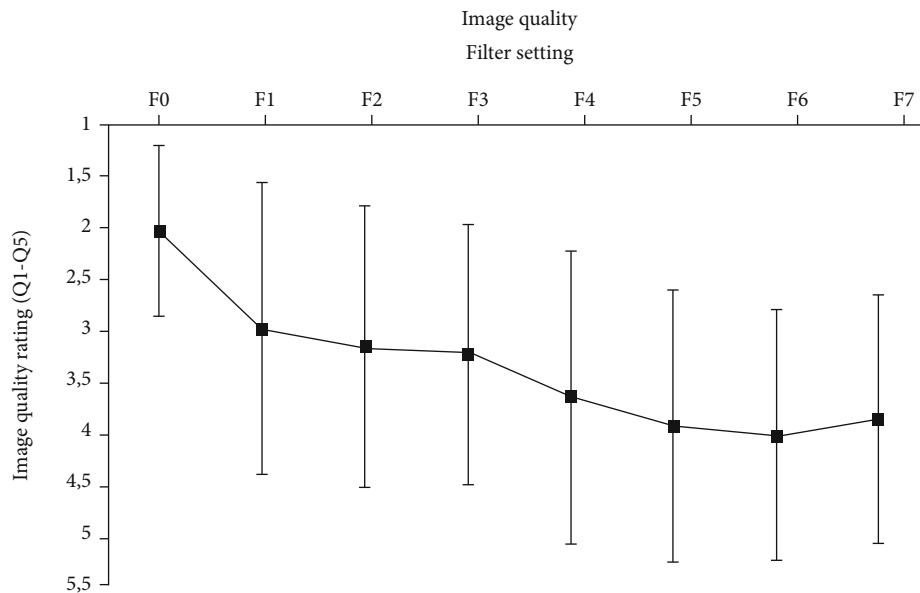 Image quality
Filter setting
F0 F1 F2 F3 F4 F5 F6 F7
1
1,5
2
2,5
3
3,5
4
4,5
5
5,5
Image quality rating (Q1-Q5)